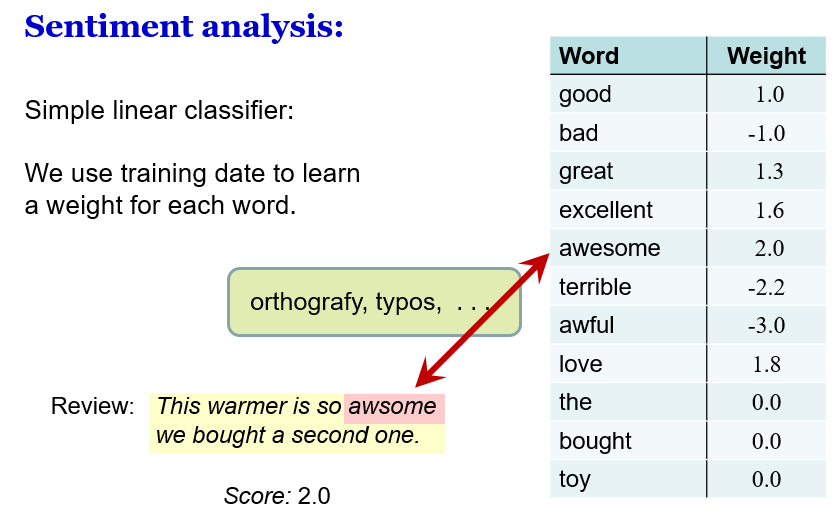 Sentiment analysis:
Simple linear classifier:
We use training date to learn
a weight for each word.
orthografy, typos, . . .
Review: This warmer is so awsome
we bought a second one.
Score: 2.0
Word Weight
good 1.0
bad -1.0
great 1.3
excellent 1.6
awesome 2.0
terrible -2.2
awful -3.0
love 1.8
the 0.0
bought 0.0
toy 0.0